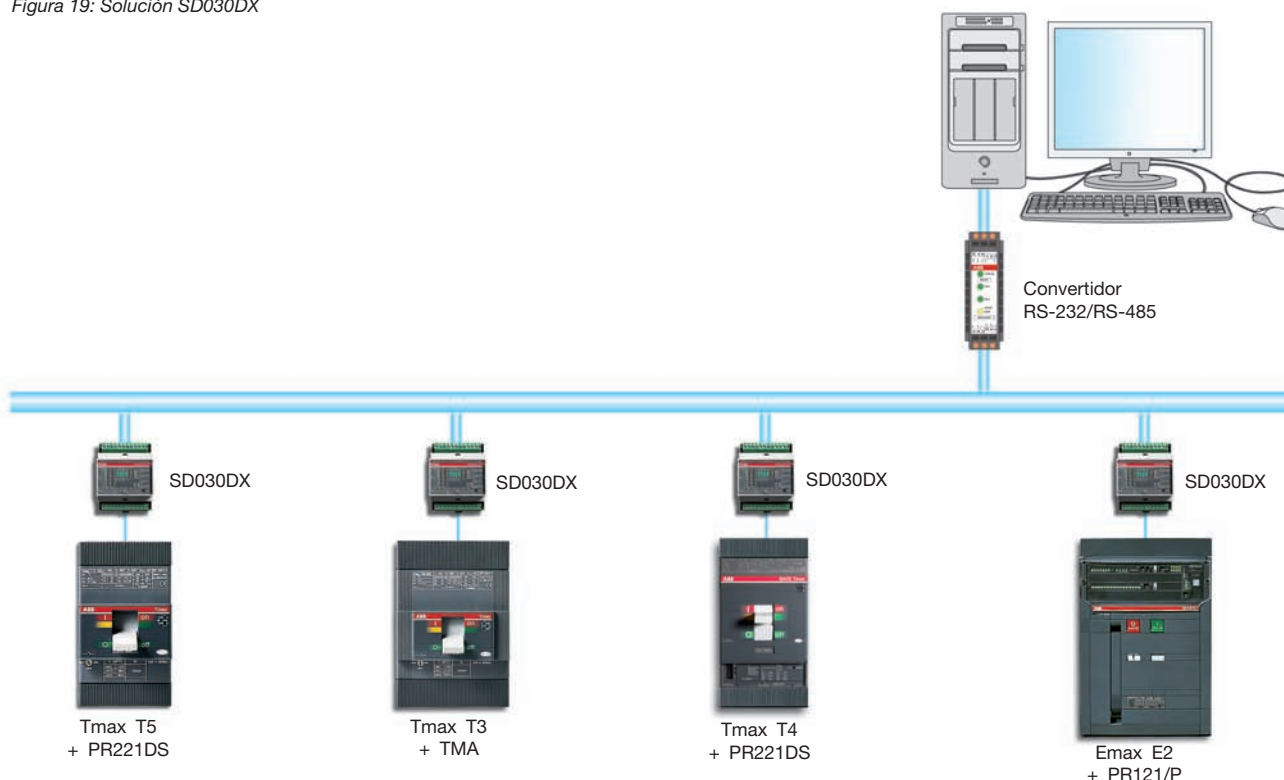 Figura 19: Solución SD030DX
Convertidor
RS-232/RS-485
SD030DX
SD030DX
SD030DX
SD030DX
Tmax T5
+ PR221DS
Tmax T3
+ TMA
Tmax T4
+ PR221DS
Emax E2
+ PR121/P